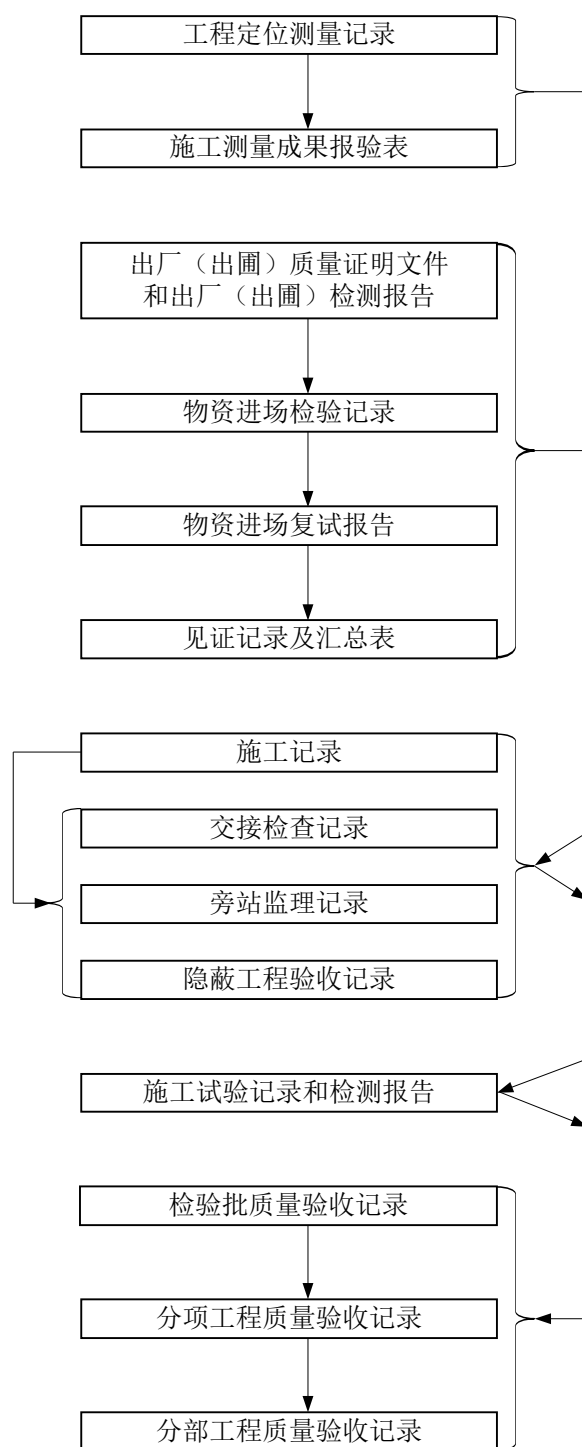 工程定位测量记录
施工测量成果报验表
出厂（出圃）质量证明文件
和出厂（出圃）检测报告
物资进场检验记录
物资进场复试报告
见证记录及汇总表
施工记录
交接检查记录
旁站监理记录
隐蔽工程验收记录
施工试验记录和检测报告
检验批质量验收记录
分项工程质量验收记录
分部工程质量验收记录